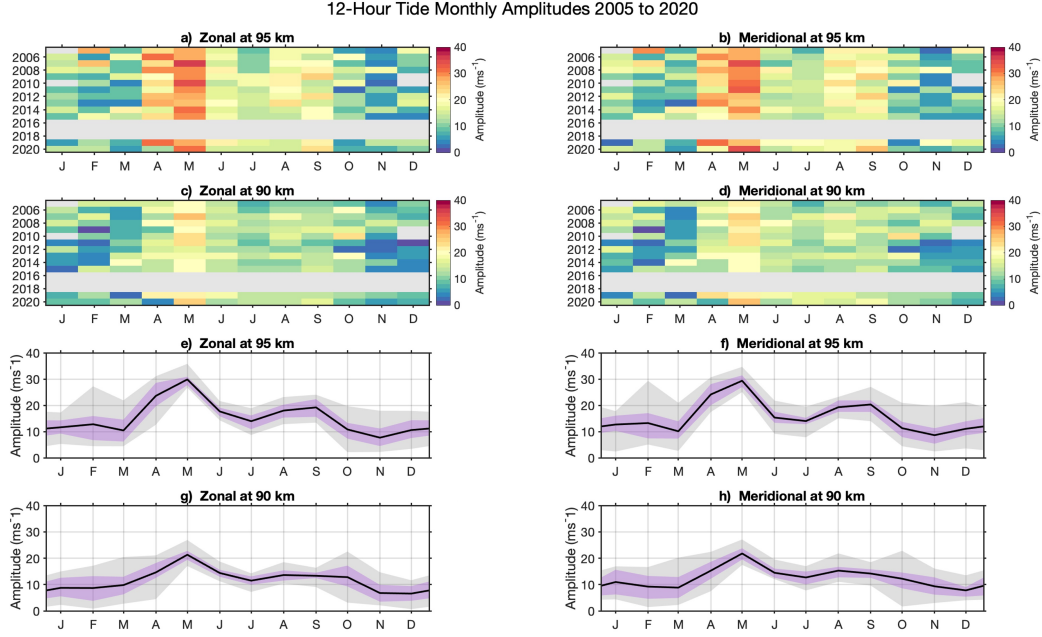 12-Hour Tide Monthly Amplitudes 2005 to 2020
a) Zonal at 95 km
b) Meridional at 95 km
2006
2008
2010
2012
2014
2016
2018
2020
J F M A M J J A S O N D
40
30
20
10
0
Amplitude (ms⁻¹)
2006
2008
2010
2012
2014
2016
2018
2020
J F M A M J J A S O N D
40
30
20
10
0
Amplitude (ms⁻¹)
c) Zonal at 90 km
d) Meridional at 90 km
2006
2008
2010
2012
2014
2016
2018
2020
J F M A M J J A S O N D
40
30
20
10
0
Amplitude (ms⁻¹)
2006
2008
2010
2012
2014
2016
2018
2020
J F M A M J J A S O N D
40
30
20
10
0
Amplitude (ms⁻¹)
e) Zonal at 95 km
f) Meridional at 95 km
Amplitude (ms⁻¹)
40
30
20
10
0
J F M A M J J A S O N D
Amplitude (ms⁻¹)
40
30
20
10
0
J F M A M J J A S O N D
g) Zonal at 90 km
h) Meridional at 90 km
Amplitude (ms⁻¹)
40
30
20
10
0
J F M A M J J A S O N D
Amplitude (ms⁻¹)
40
30
20
10
0
J F M A M J J A S O N D